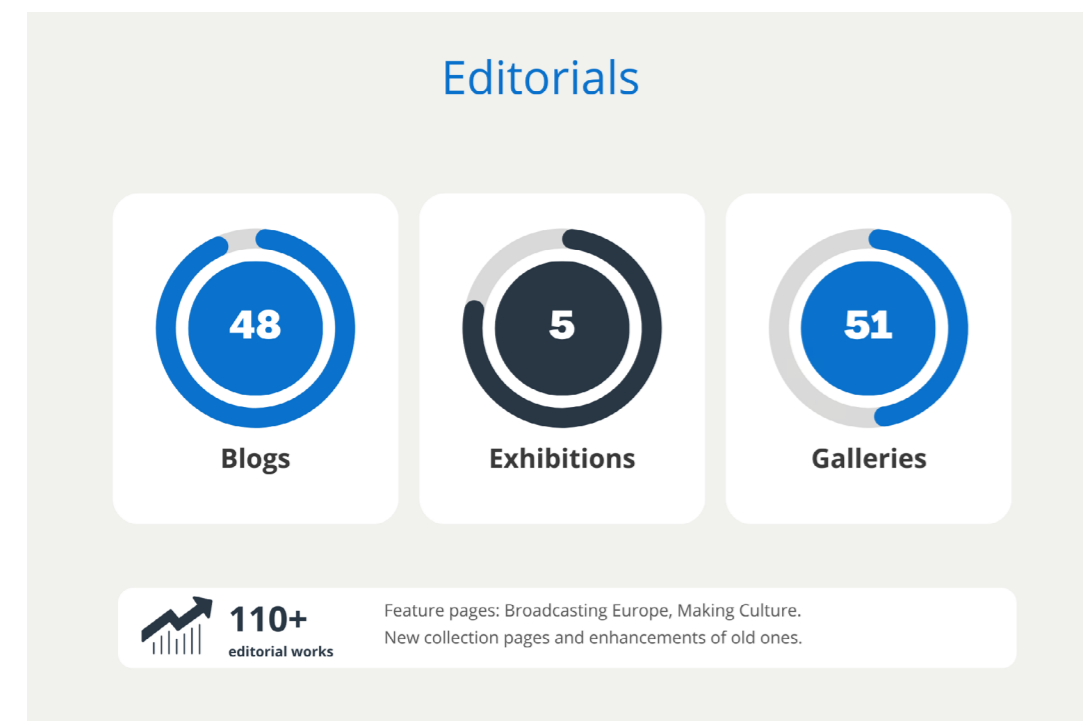 Editorials
48
Blogs
5
Exhibitions
51
Galleries
110+
editorial works
Feature pages: Broadcasting Europe, Making Culture.
New collection pages and enhancements of old ones.